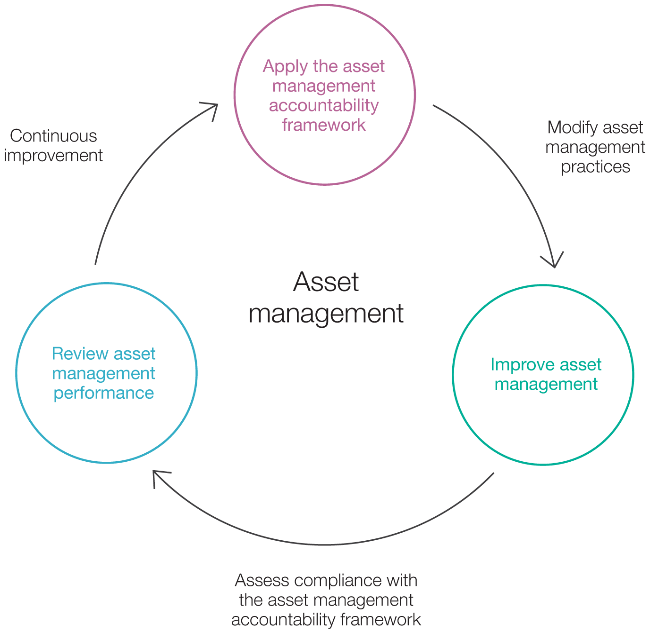 Apply the asset
management
accountability
framework
Continuous
improvement
Modify asset
management
practices
Asset
management
Review asset
management
performance
Improve asset
management
Assess compliance with
the asset management
accountability framework